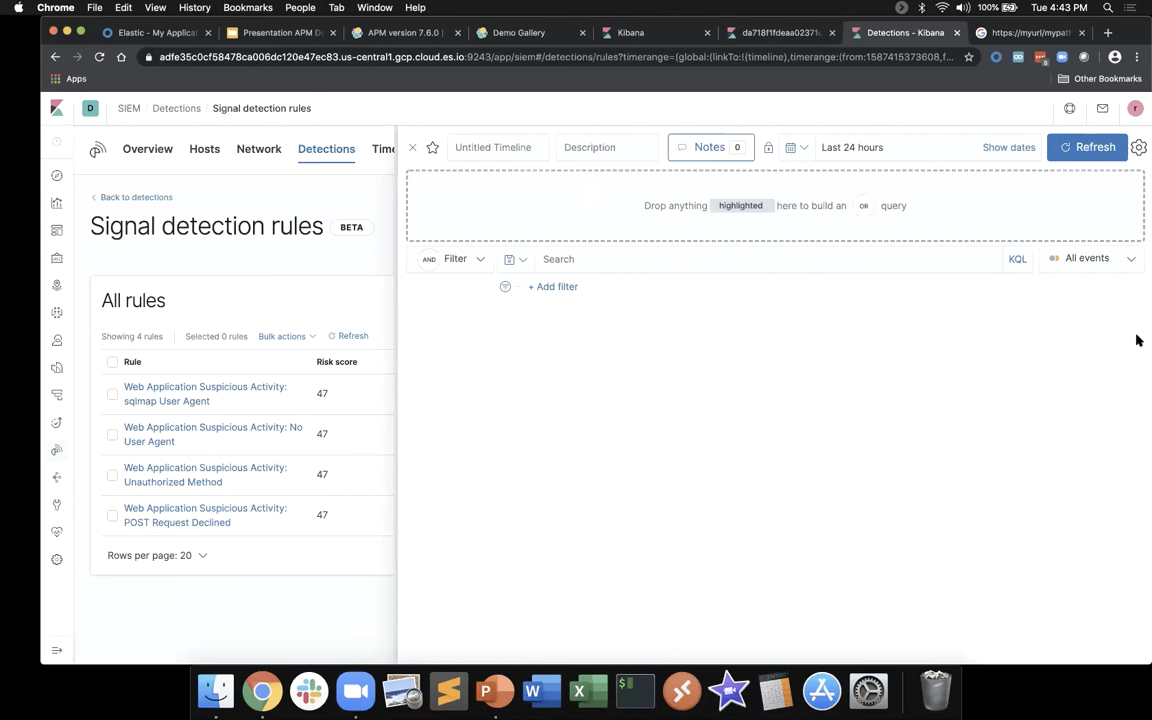 Chrome File Edit View History Bookmarks People Tab Window Help 100% Tue 4:43 PM
Elastic - My Applica Presentation APM D APM version 7.6.0 | Demo Gallery Kibana da718f1fdeaa02371 Detections - Kibana https://myurl/mypat
adfe35c0cf58478ca006dc120e47ec83.us-central1.gcp.cloud.es.io:9243/app/siem#/detections/rules?timerange=(global:(linkTo:!(timeline),timerange:(from:1587415373608,f...
Apps Other Bookmarks
D SIEM / Detections / Signal detection rules r
Overview Hosts Network Detections Time
Untitled Timeline Description Notes 0 Last 24 hours Show dates Refresh
Back to detections
Drop anything highlighted here to build an OR query
Signal detection rules BETA
AND Filter Search KQL All events
+ Add filter
All rules
Showing 4 rules Selected 0 rules Bulk actions Refresh
Rule Risk score
Web Application Suspicious Activity:
sqlmap User Agent 47
Web Application Suspicious Activity: No
User Agent 47
Web Application Suspicious Activity:
Unauthorized Method 47
Web Application Suspicious Activity:
POST Request Declined 47
Rows per page: 20